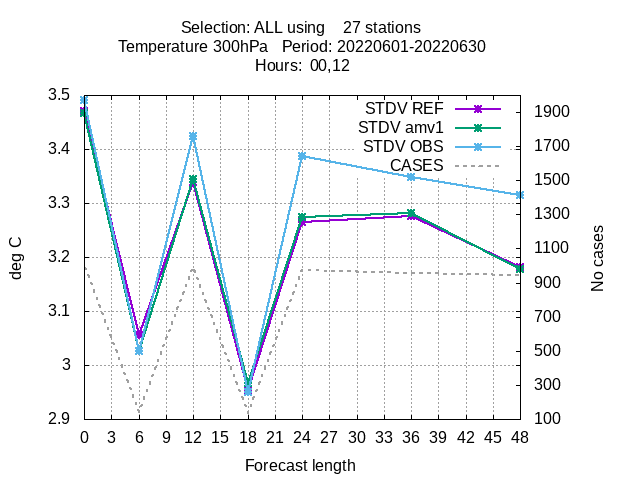 Selection: ALL using    27 stations
Temperature 300hPa   Period: 20220601-20220630
Hours:  00,12
STDV REF
STDV amv1
STDV OBS
CASES
deg C
3.5
3.4
3.3
3.2
3.1
3
2.9
No cases
1900
1700
1500
1300
1100
900
700
500
300
100
0 3 6 9 12 15 18 21 24 27 30 33 36 39 42 45 48
Forecast length